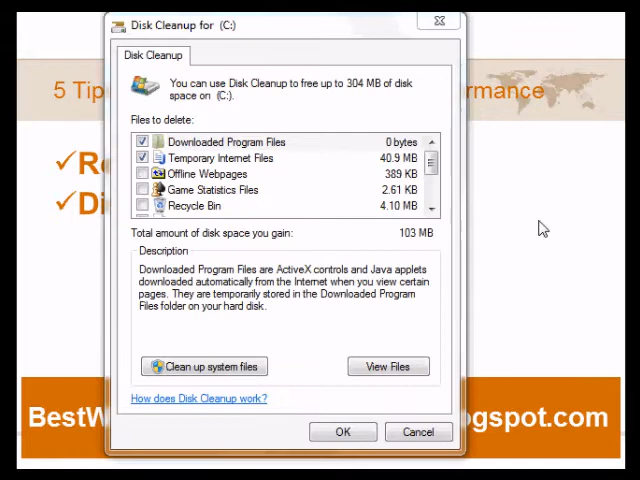 Disk Cleanup for (C:)
Disk Cleanup
You can use Disk Cleanup to free up to 304 MB of disk
space on (C:).
5 rmance
Files to delete:
Downloaded Program Files 0 bytes
Temporary Internet Files 40.9 MB
Offline Webpages 389 KB
Game Statistics Files 2.61 KB
Recycle Bin 4.10 MB
Total amount of disk space you gain: 103 MB
Description
Downloaded Program Files are ActiveX controls and Java applets
downloaded automatically from the Internet when you view certain
pages. They are temporarily stored in the Downloaded Program
Files folder on your hard disk.
Clean up system files View Files
How does Disk Cleanup work?
BestW ogspot.com
OK Cancel